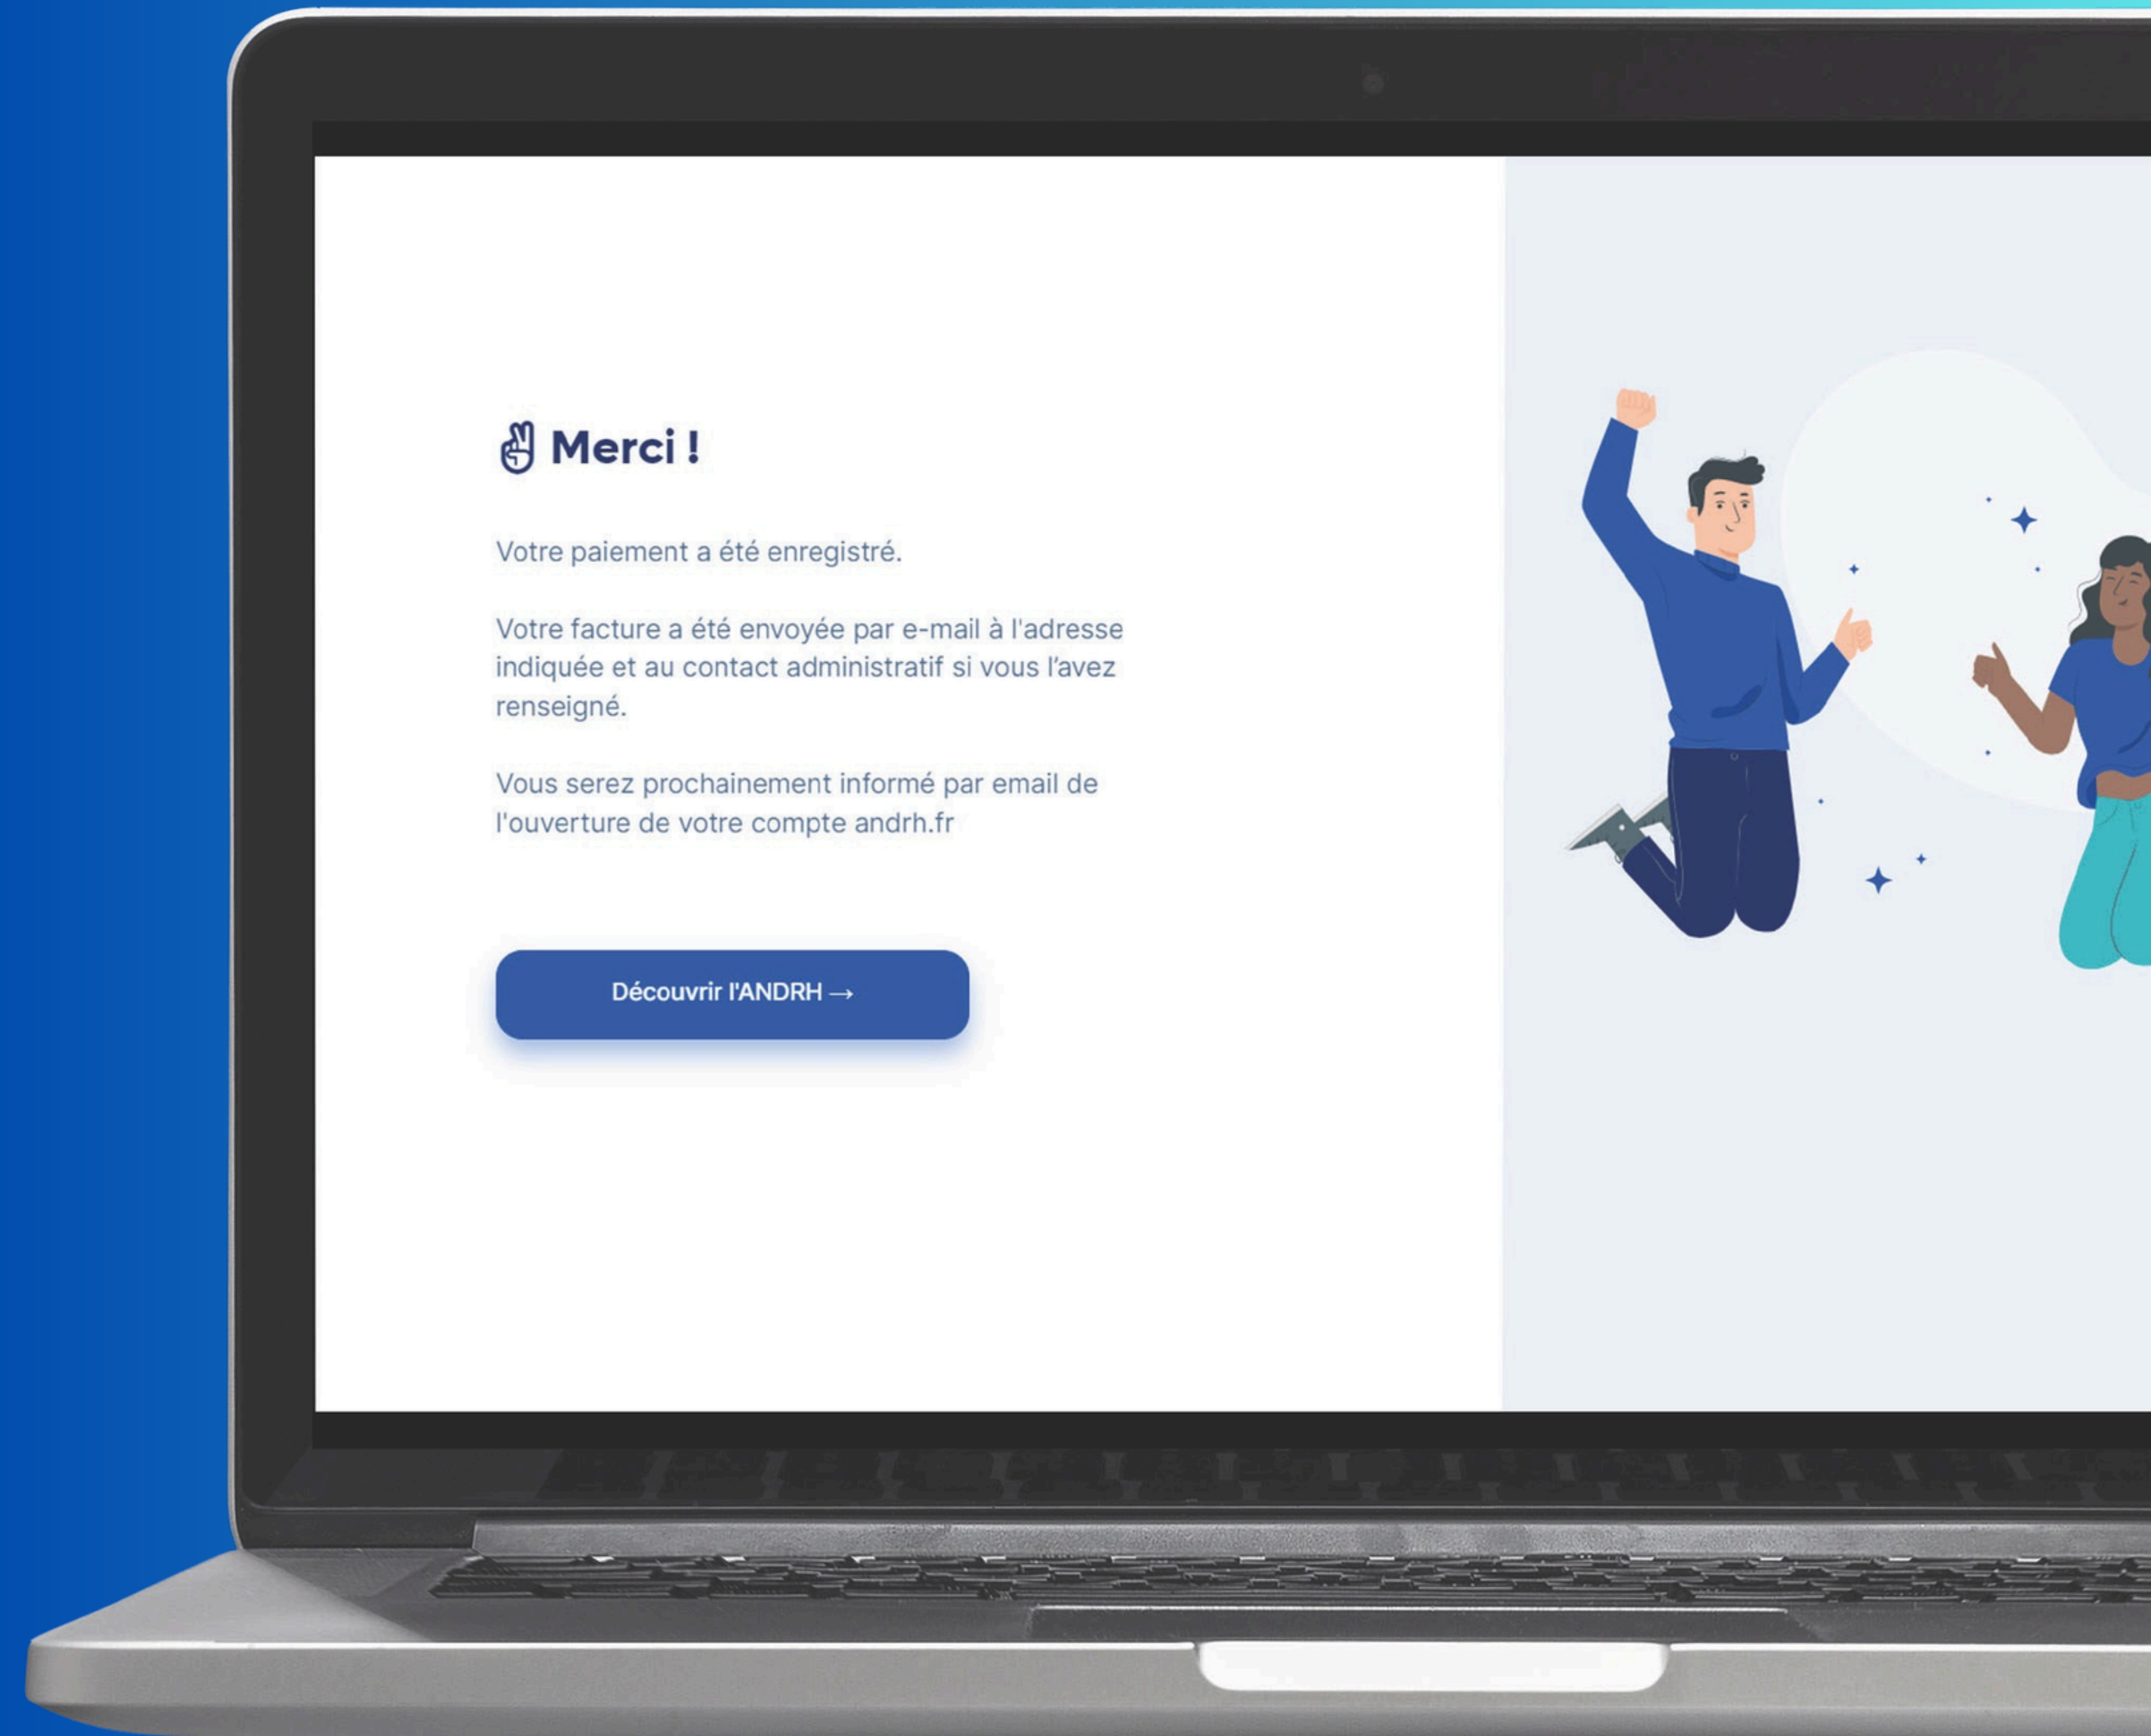 Merci !
Votre paiement a été enregistré.
Votre facture a été envoyée par e-mail à l'adresse
indiquée et au contact administratif si vous l’avez
renseigné.
Vous serez prochainement informé par email de
l'ouverture de votre compte andrh.fr
Découvrir l'ANDRH →